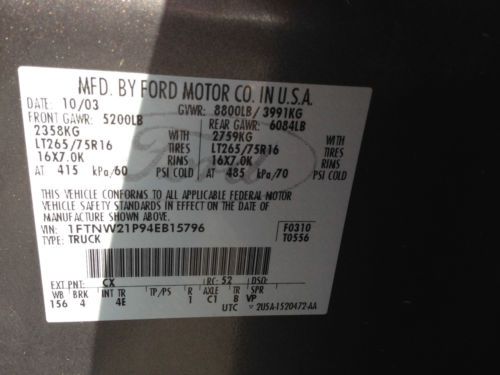 MFD. BY FORD MOTOR CO. IN U.S.A.
DATE: 10/03 GVWR: 8800LB/3991KG
FRONT GAWR: 5200LB REAR GAWR: 6084LB
2358KG WITH 2759KG WITH
LT265/75R16 TIRES LT265/75R16 TIRES
16X7.0K RIMS 16X7.0K RIMS
AT 415 kPa/60 PSI COLD AT 485 kPa/70 PSI COLD
THIS VEHICLE CONFORMS TO ALL APPLICABLE FEDERAL MOTOR
VEHICLE SAFETY STANDARDS IN EFFECT ON THE DATE OF
MANUFACTURE SHOWN ABOVE.
VIN: 1FTNW21P94EB15796 F0310
TYPE: TRUCK T0556
EXT PNT: CX RC: 52 DSO:
WB BRK INT TR TP/PS R AXLE TR SPR
156 4 4E 1 C1 B VP
UTC 2U5A-1520472-AA
Ford